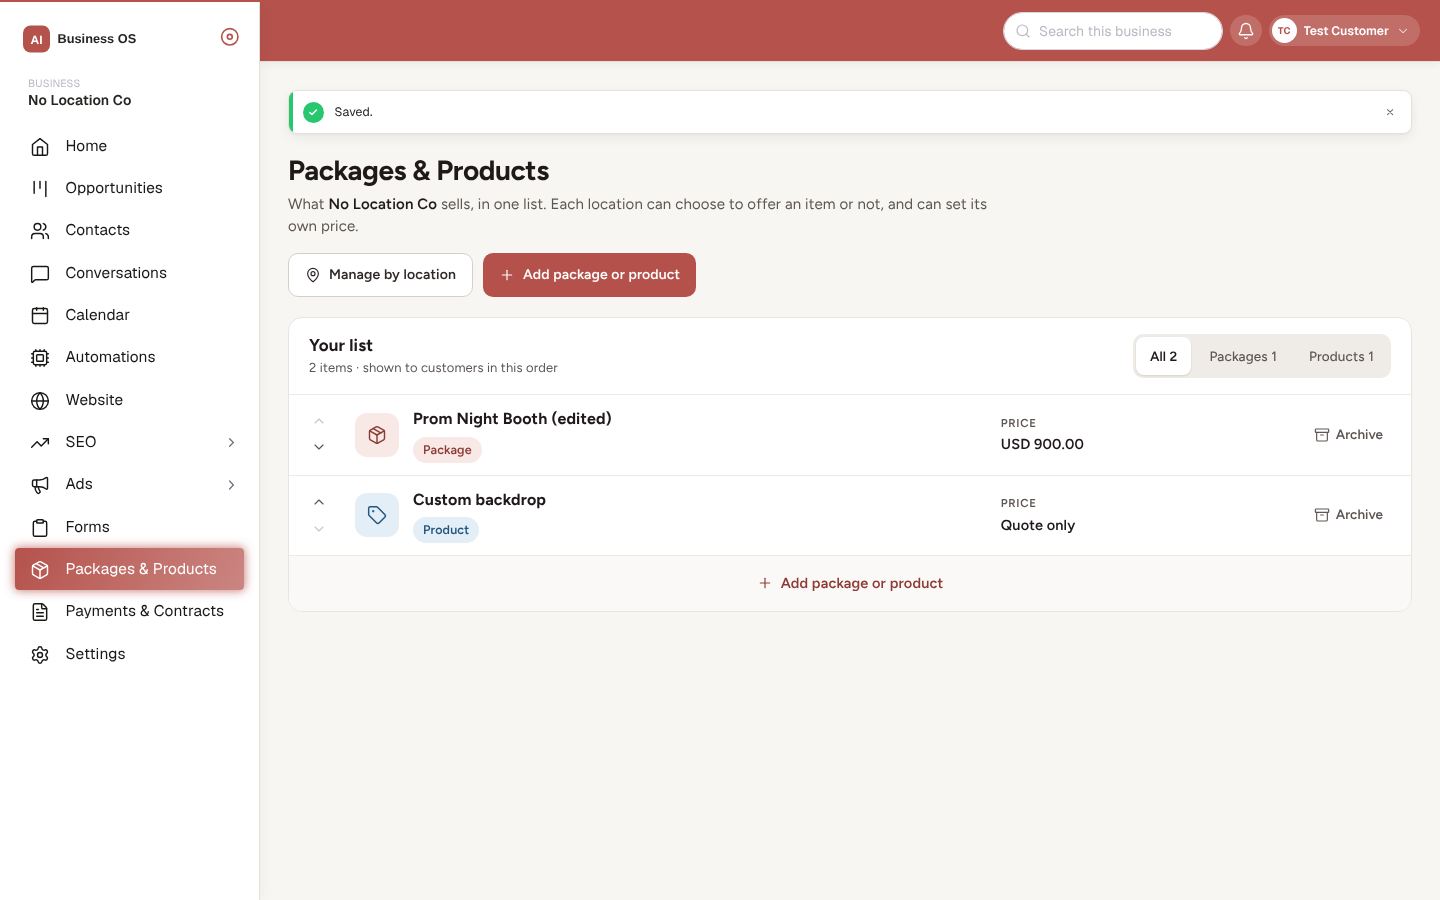 AI Business OS
BUSINESS
No Location Co
Home
Opportunities
Contacts
Conversations
Calendar
Automations
Website
SEO
Ads
Forms
Packages & Products
Payments & Contracts
Settings
Search this business
TC Test Customer
Saved.
Packages & Products
What No Location Co sells, in one list. Each location can choose to offer an item or not, and can set its
own price.
Manage by location
Add package or product
Your list
2 items · shown to customers in this order
All 2 Packages 1 Products 1
Prom Night Booth (edited)
Package
PRICE
USD 900.00
Archive
Custom backdrop
Product
PRICE
Quote only
Archive
Add package or product